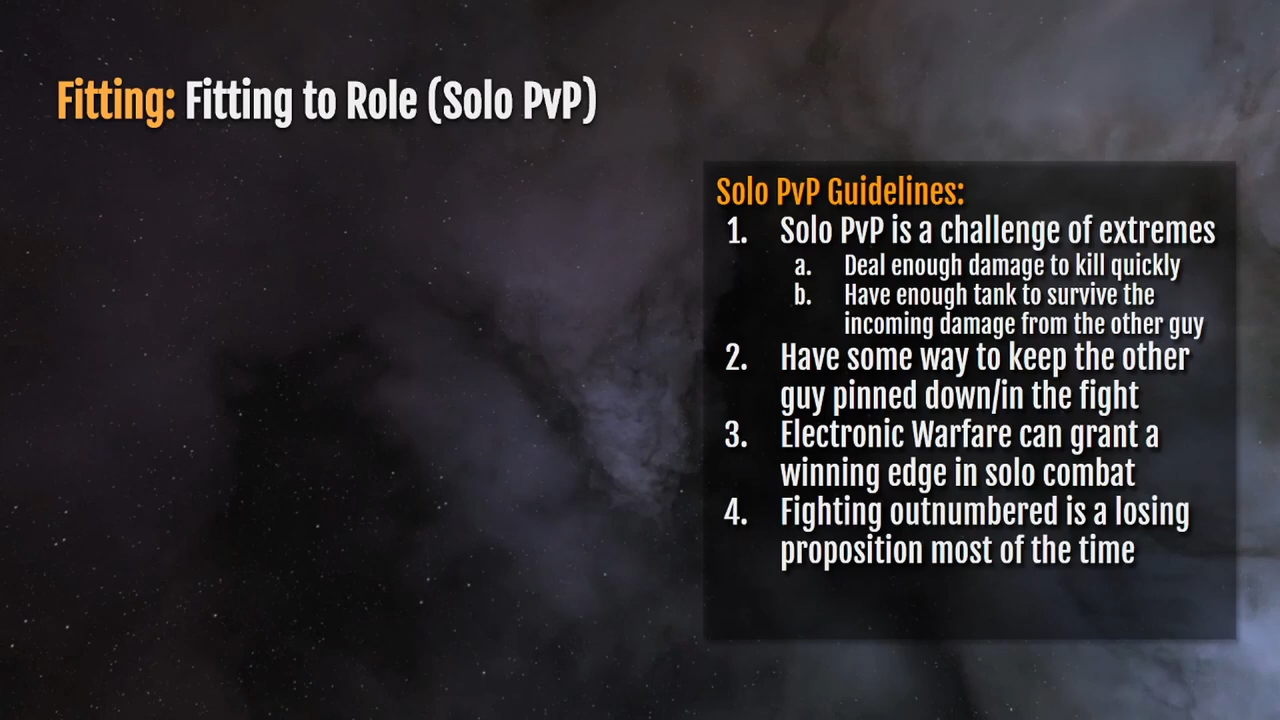 Fitting: Fitting to Role (Solo PvP)
Solo PvP Guidelines:
1. Solo PvP is a challenge of extremes
a. Deal enough damage to kill quickly
b. Have enough tank to survive the
incoming damage from the other guy
2. Have some way to keep the other
guy pinned down/in the fight
3. Electronic Warfare can grant a
winning edge in solo combat
4. Fighting outnumbered is a losing
proposition most of the time